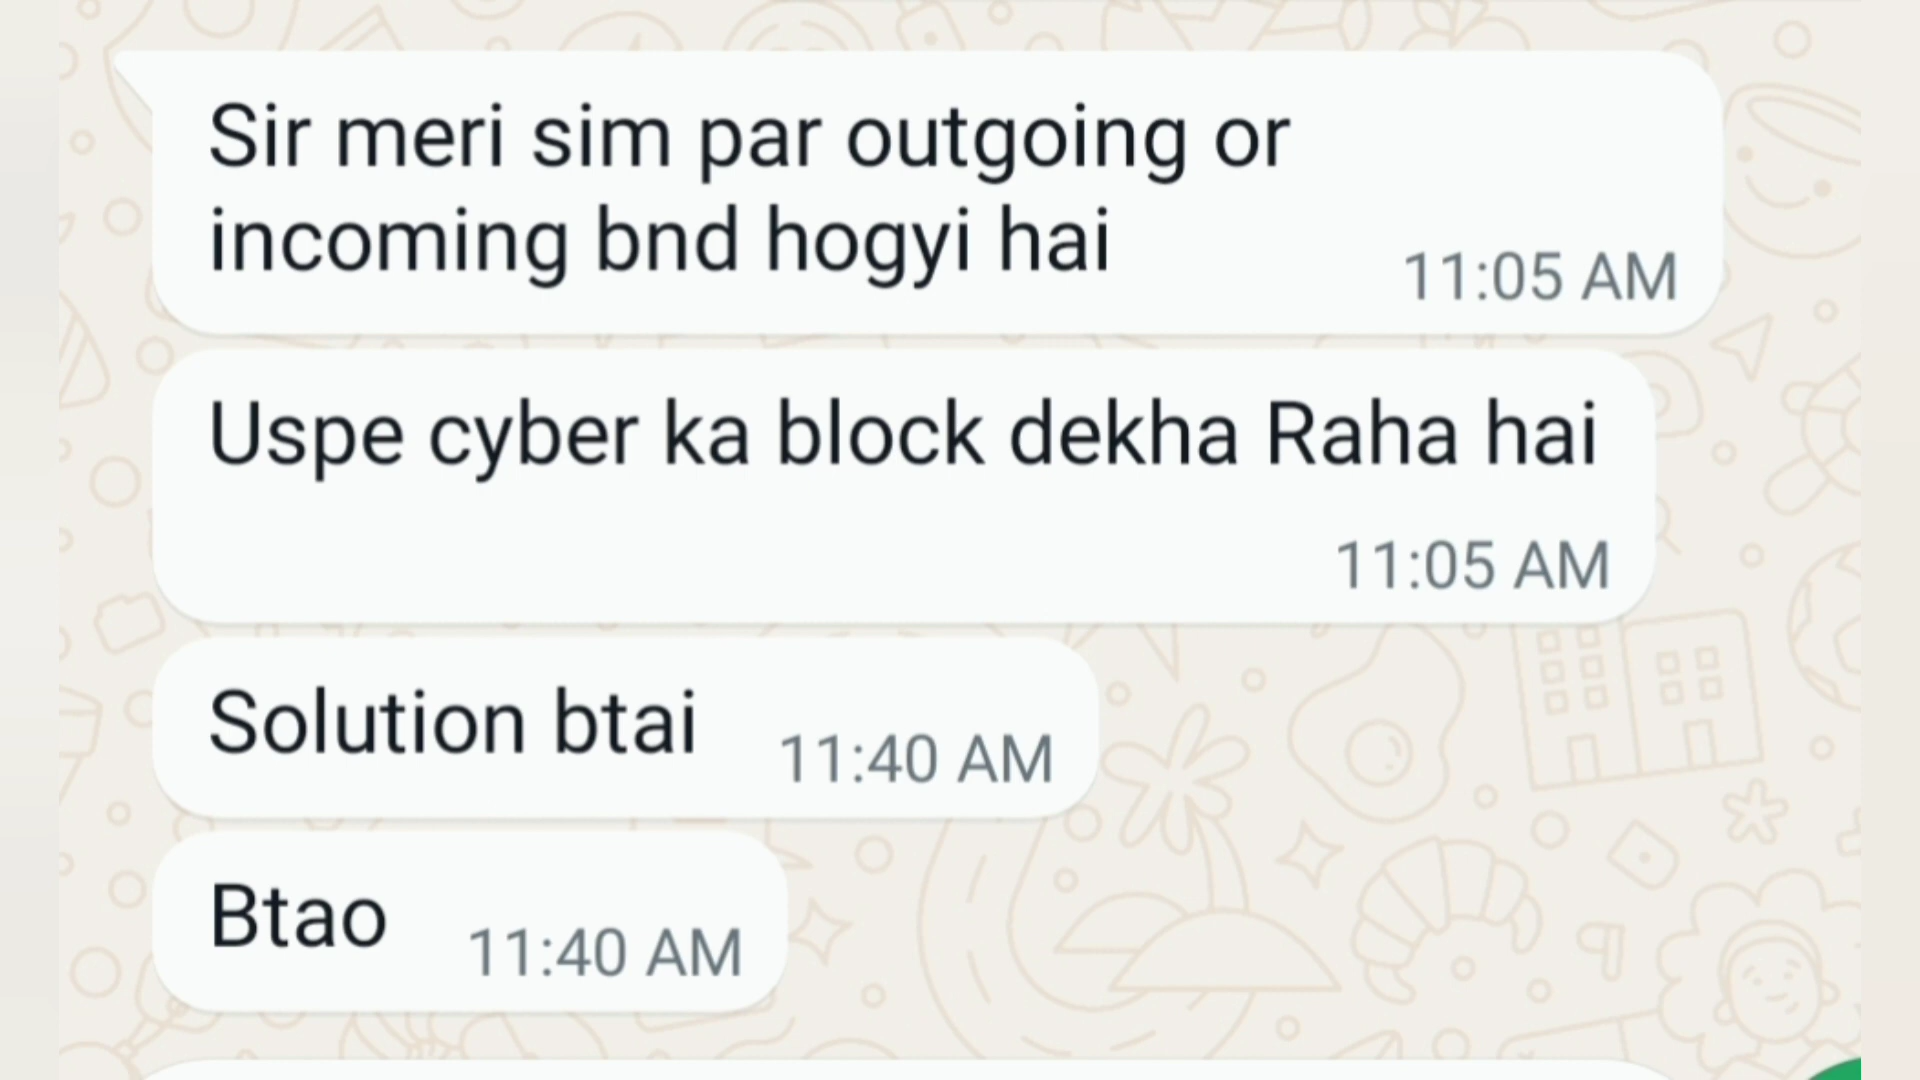 Sir meri sim par outgoing or
incoming bnd hogyi hai
11:05 AM
Uspe cyber ka block dekha Raha hai
11:05 AM
Solution btai
11:40 AM
Btao
11:40 AM